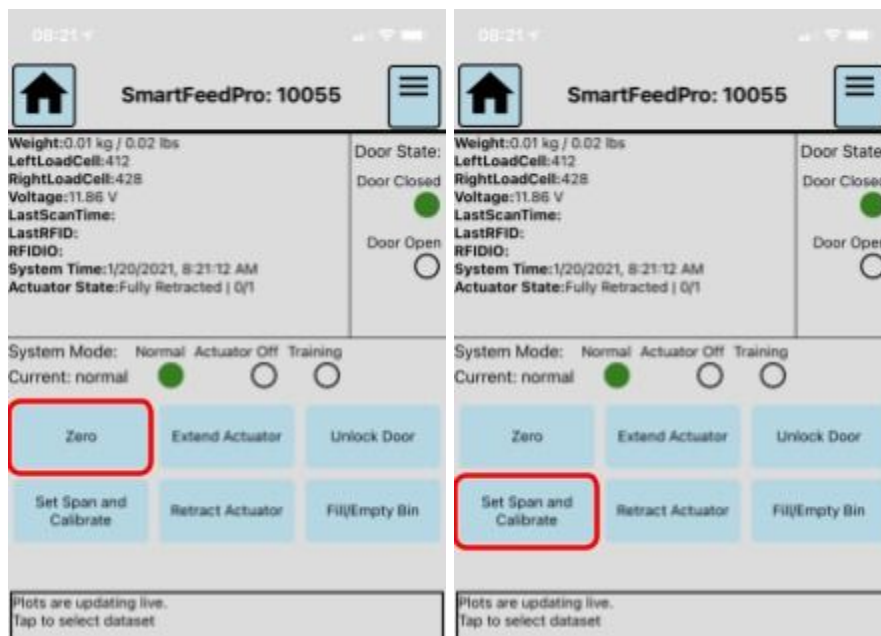 08:21
SmartFeedPro: 10055
Weight:0.01 kg / 0.02 lbs
LeftLoadCell:412
RightLoadCell:428
Voltage:11.86 V
LastScanTime:
LastRFID:
RFIDIO:
System Time:1/20/2021, 8:21:12 AM
Actuator State:Fully Retracted | 0/1
Door State:
Door Closed
Door Open
System Mode: Normal Actuator Off Training
Current: normal
Zero Extend Actuator Unlock Door
Set Span and
Calibrate
Retract Actuator Fill/Empty Bin
Plots are updating live.
Tap to select dataset
08:21
SmartFeedPro: 10055
Weight:0.01 kg / 0.02 lbs
LeftLoadCell:412
RightLoadCell:428
Voltage:11.86 V
LastScanTime:
LastRFID:
RFIDIO:
System Time:1/20/2021, 8:21:12 AM
Actuator State:Fully Retracted | 0/1
Door State
Door Close
Door Ope
System Mode: Normal Actuator Off Training
Current: normal
Zero Extend Actuator Unlock Door
Set Span and
Calibrate
Retract Actuator Fill/Empty Bin
Plots are updating live.
Tap to select dataset